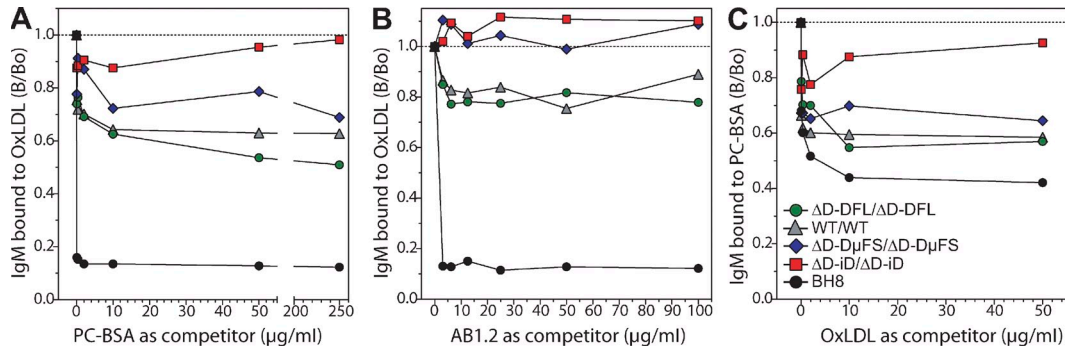 A
B
C
IgM bound to OxLDL (B/Bo)
1.0
0.8
0.6
0.4
0.2
0.0
0 10 20 30 40 50 200 250
PC-BSA as competitor (µg/ml)
IgM bound to OxLDL (B/Bo)
1.2
1.0
0.8
0.6
0.4
0.2
0.0
0 10 20 30 40 50 60 70 80 90 100
AB1.2 as competitor (µg/ml)
IgM bound to PC-BSA (B/Bo)
1.0
0.8
0.6
0.4
0.2
0.0
0 10 20 30 40 50
OxLDL as competitor (µg/ml)
ΔD-DFL/ΔD-DFL
WT/WT
ΔD-DµFS/ΔD-DµFS
ΔD-iD/ΔD-iD
BH8